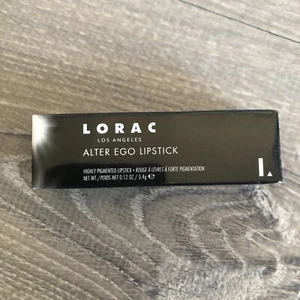 LORAC
LOS ANGELES
ALTER EGO LIPSTICK
HIGHLY PIGMENTED LIPSTICK • ROUGE À LÈVRES À FORTE PIGMENTATION
NET WT./POIDS NET 0.12 OZ / 3.4g ℮
L.